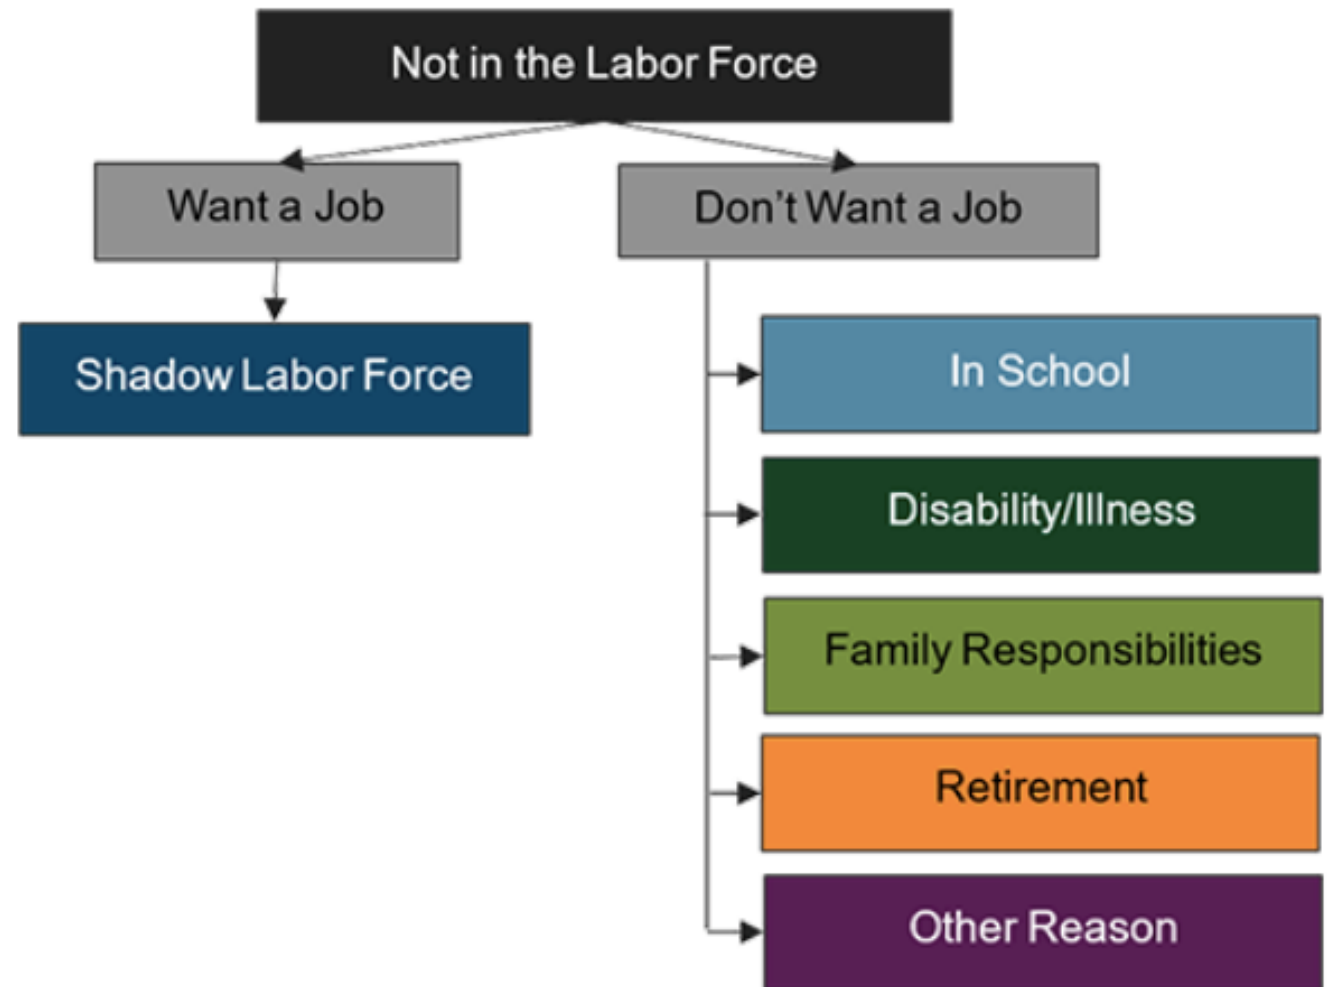 Not in the Labor Force
Want a Job
Don't Want a Job
Shadow Labor Force
In School
Disability/Illness
Family Responsibilities
Retirement
Other Reason